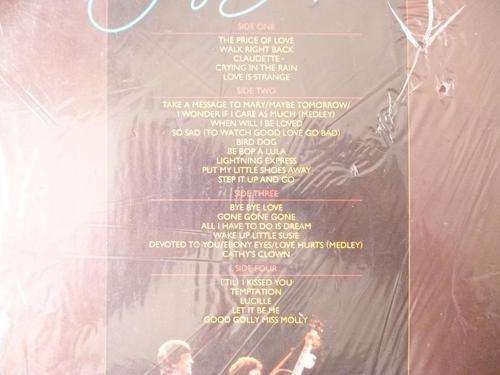 SIDE ONE
THE PRICE OF LOVE
WALK RIGHT BACK
CLAUDETTE -
CRYING IN THE RAIN
LOVE IS STRANGE
SIDE TWO
TAKE A MESSAGE TO MARY/MAYBE TOMORROW/
I WONDER IF I CARE AS MUCH (MEDLEY)
WHEN WILL I BE LOVED
SO SAD (TO WATCH GOOD LOVE GO BAD)
BIRD DOG
BE BOP A LULA
LIGHTNING EXPRESS
PUT MY LITTLE SHOES AWAY
STEP IT UP AND GO
SIDE THREE
BYE BYE LOVE
GONE GONE GONE
ALL I HAVE TO DO IS DREAM
WAKE UP LITTLE SUSIE
DEVOTED TO YOU/EBONY EYES/LOVE HURTS (MEDLEY)
CATHY'S CLOWN
SIDE FOUR
('TIL) I KISSED YOU
TEMPTATION
LUCILLE
LET IT BE ME
GOOD GOLLY MISS MOLLY